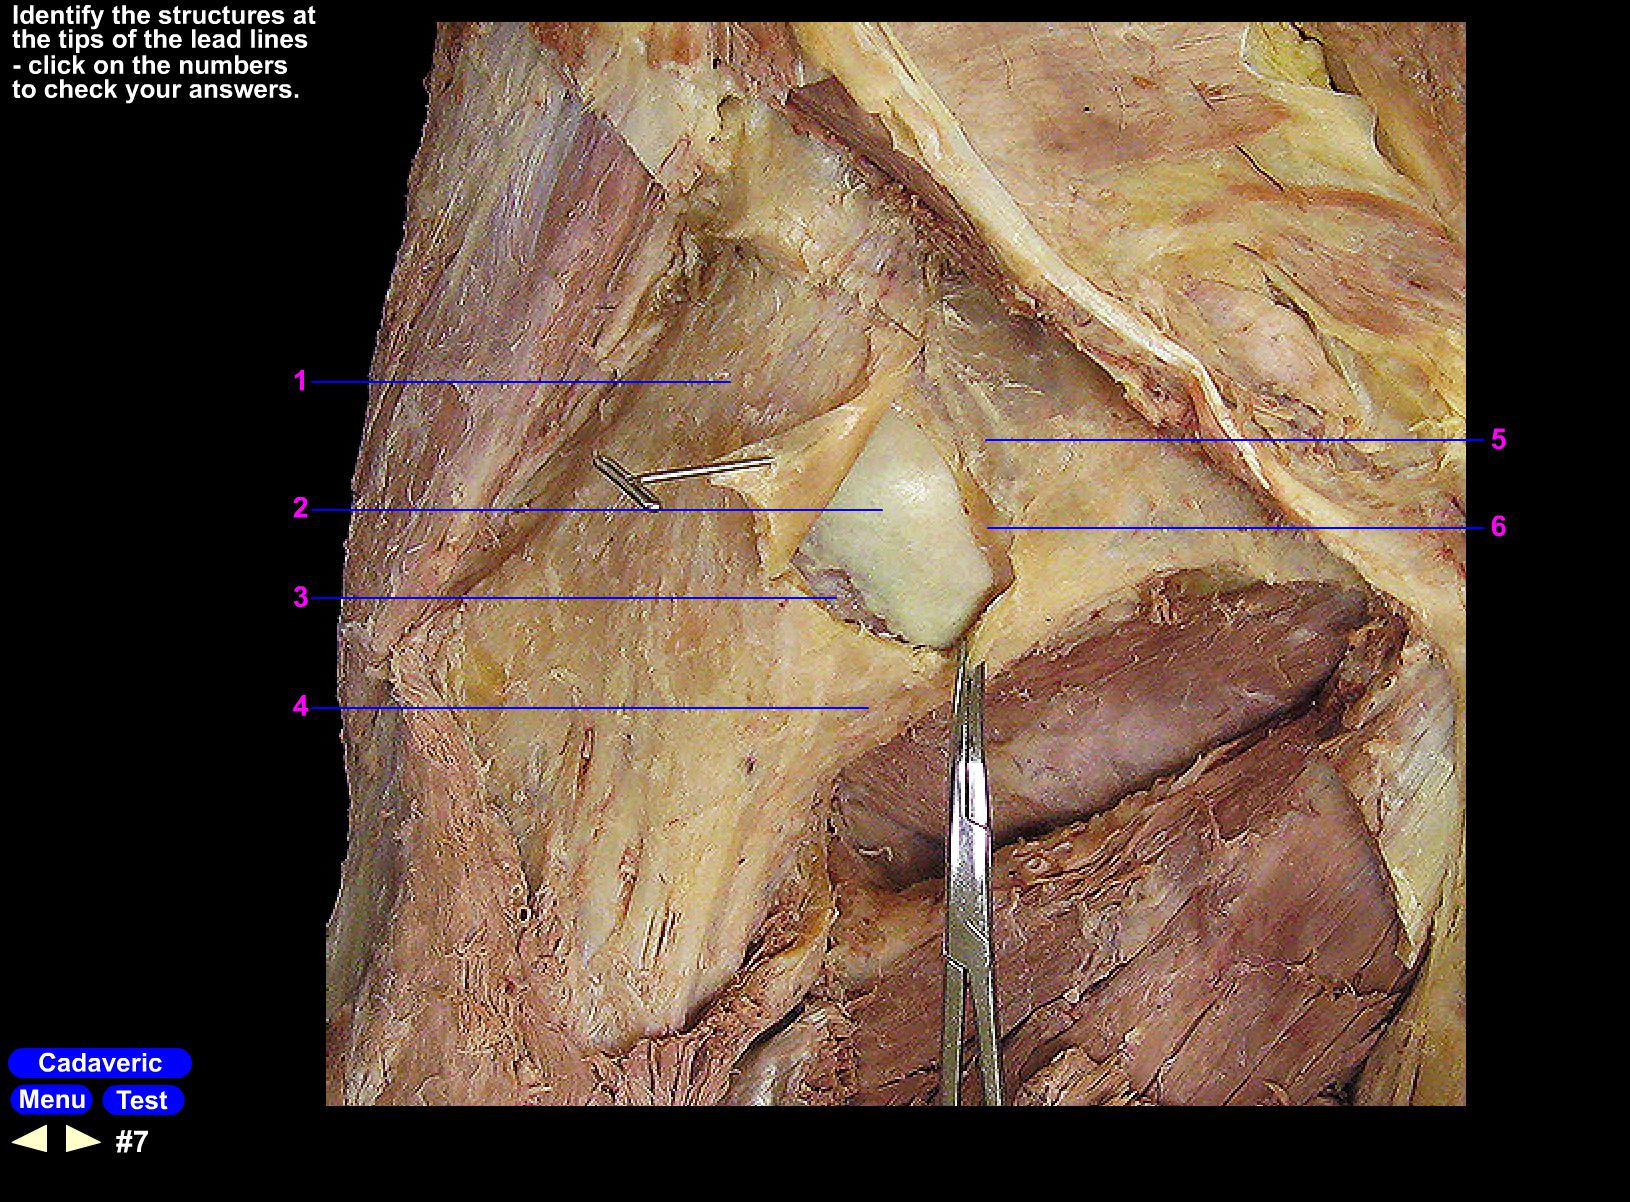 Identify the structures at
the tips of the lead lines
- click on the numbers
to check your answers.
1
5
2
6
3
4
Cadaveric
Menu Test
#7